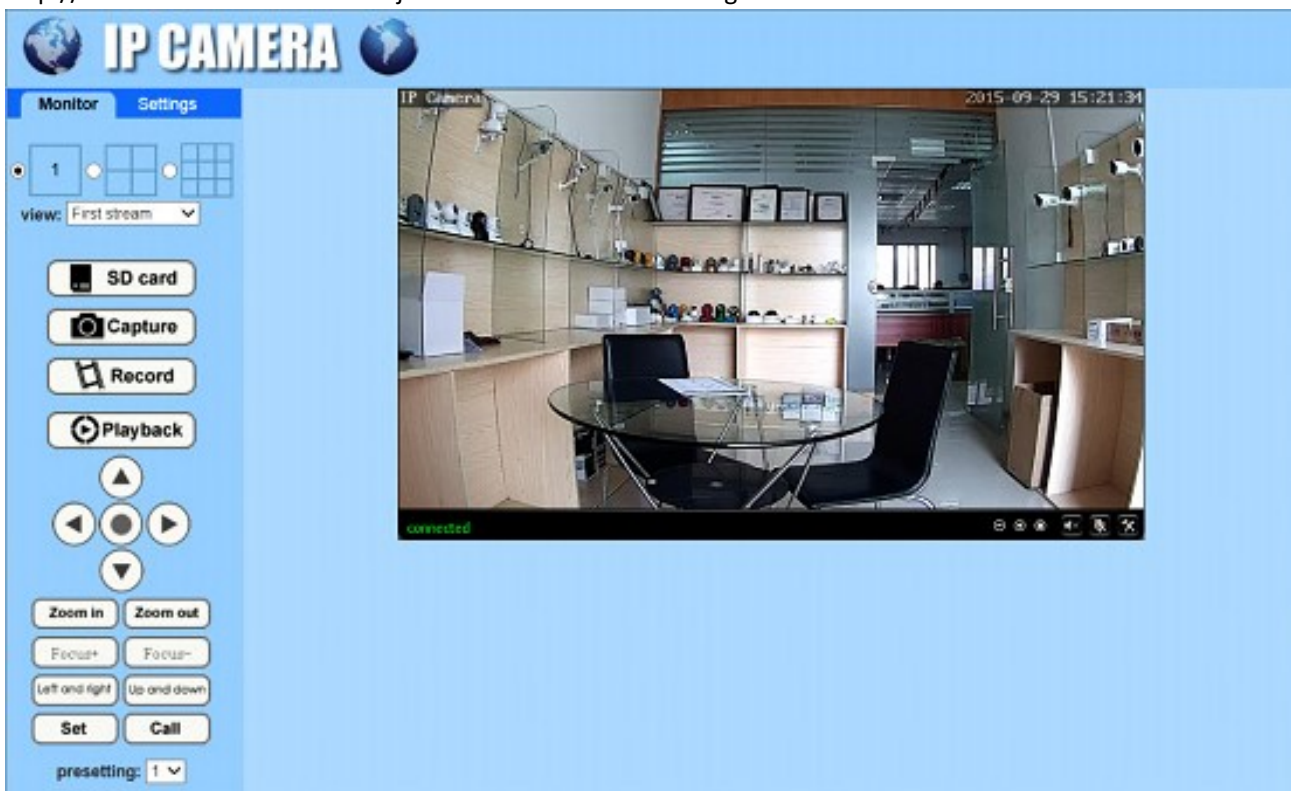 IP CAMERA
Monitor Settings
IP Camera 2015-09-29 15:21:34
1
view: First stream
SD card
Capture
Record
Playback
connected
Zoom in Zoom out
Focus+ Focus-
Left and right Up and down
Set Call
presetting: 1